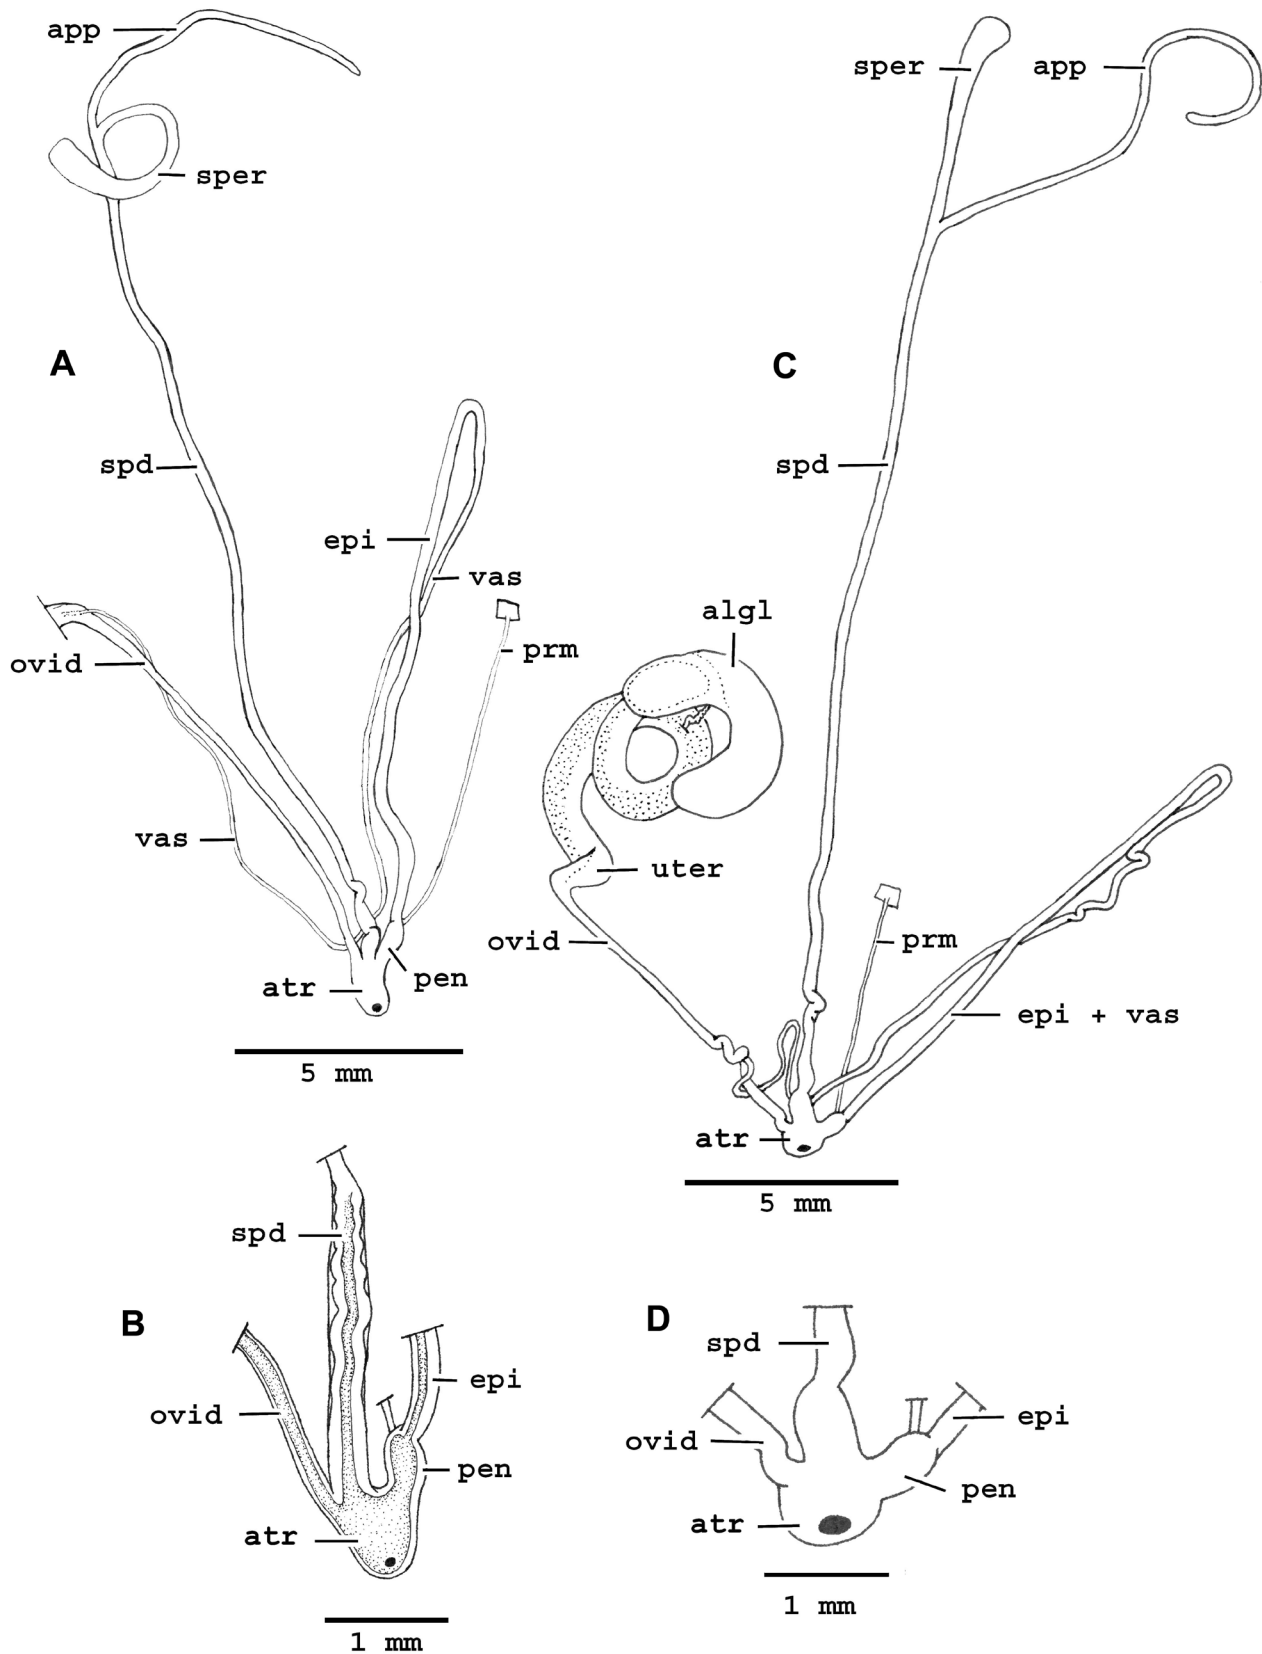 app
sper
A
spd
epi
vas
prm
ovid
vas
pen
atr
5 mm
spd
B
epi
ovid
pen
atr
1 mm
sper
app
C
spd
algl
uter
ovid
prm
epi + vas
atr
5 mm
D
spd
epi
ovid
pen
atr
1 mm